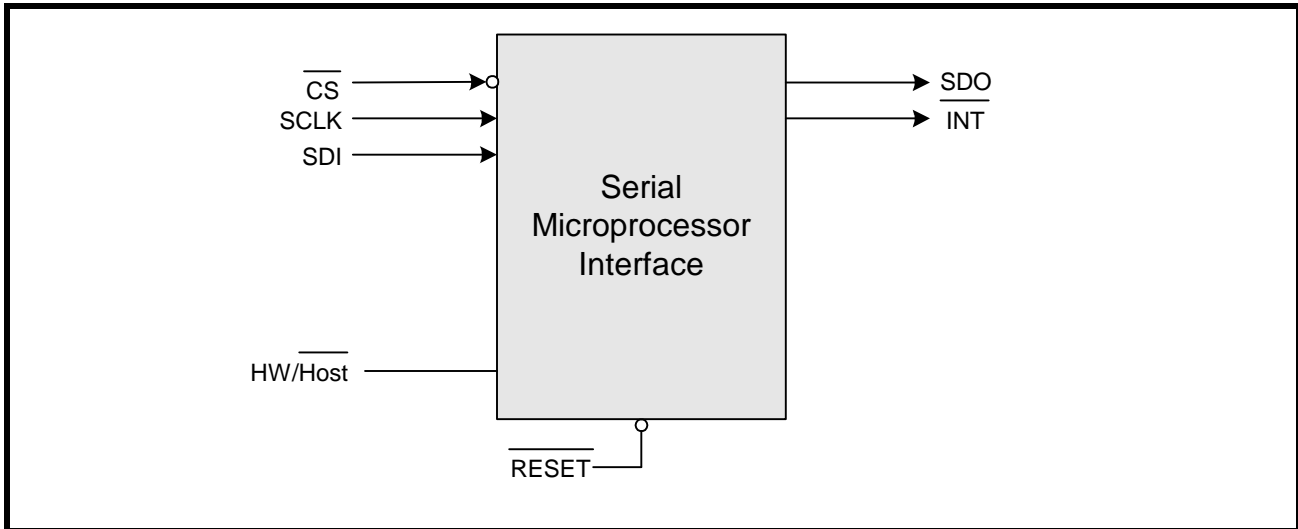 CS
SCLK
SDI
SDO
INT
Serial
Microprocessor
Interface
HW/Host
RESET